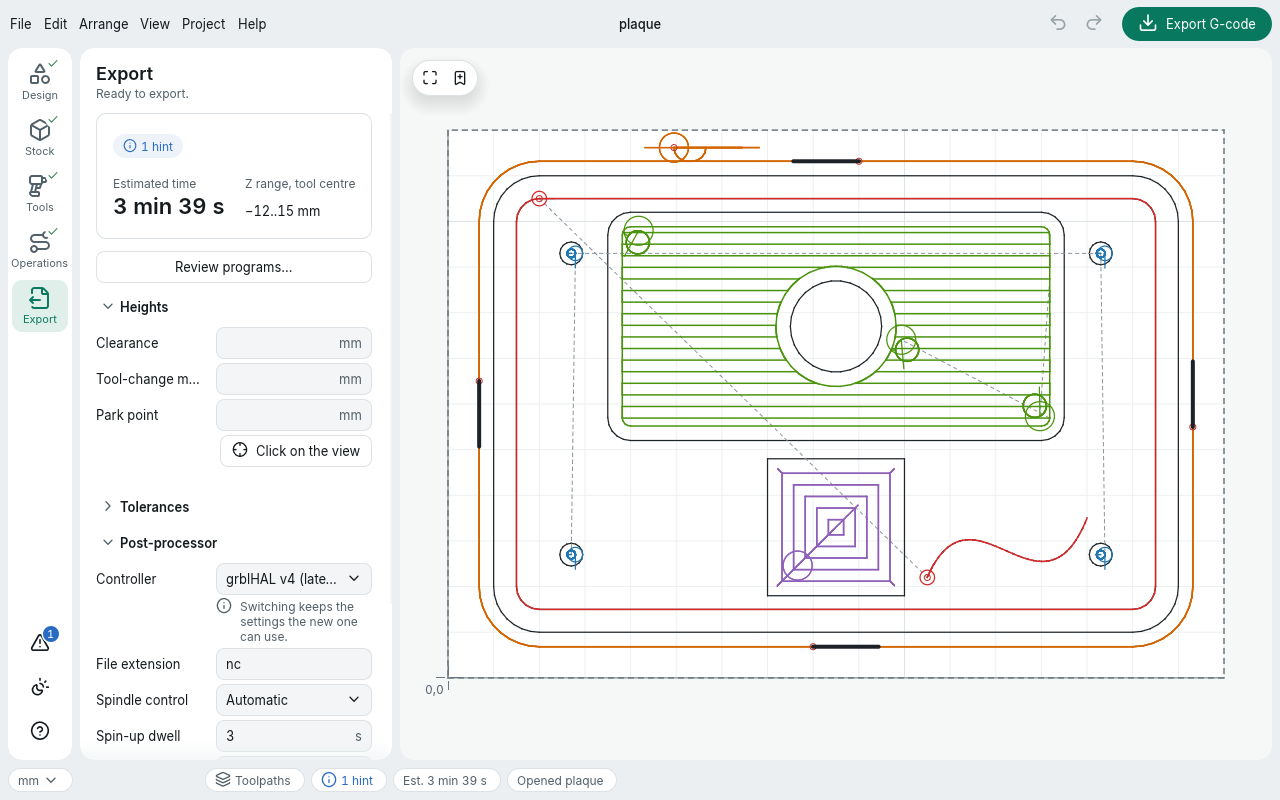 File Edit Arrange View Project Help
plaque
Export G-code
Design
Stock
Tools
Operations
Export
1
Export
Ready to export.
1 hint
Estimated time
3 min 39 s
Z range, tool centre
−12..15 mm
Review programs...
Heights
Clearance mm
Tool-change m... mm
Park point mm
Click on the view
Tolerances
Post-processor
Controller grblHAL v4 (late...
Switching keeps the
settings the new one
can use.
File extension nc
Spindle control Automatic
Spin-up dwell 3 s
0,0
mm
Toolpaths
1 hint
Est. 3 min 39 s
Opened plaque